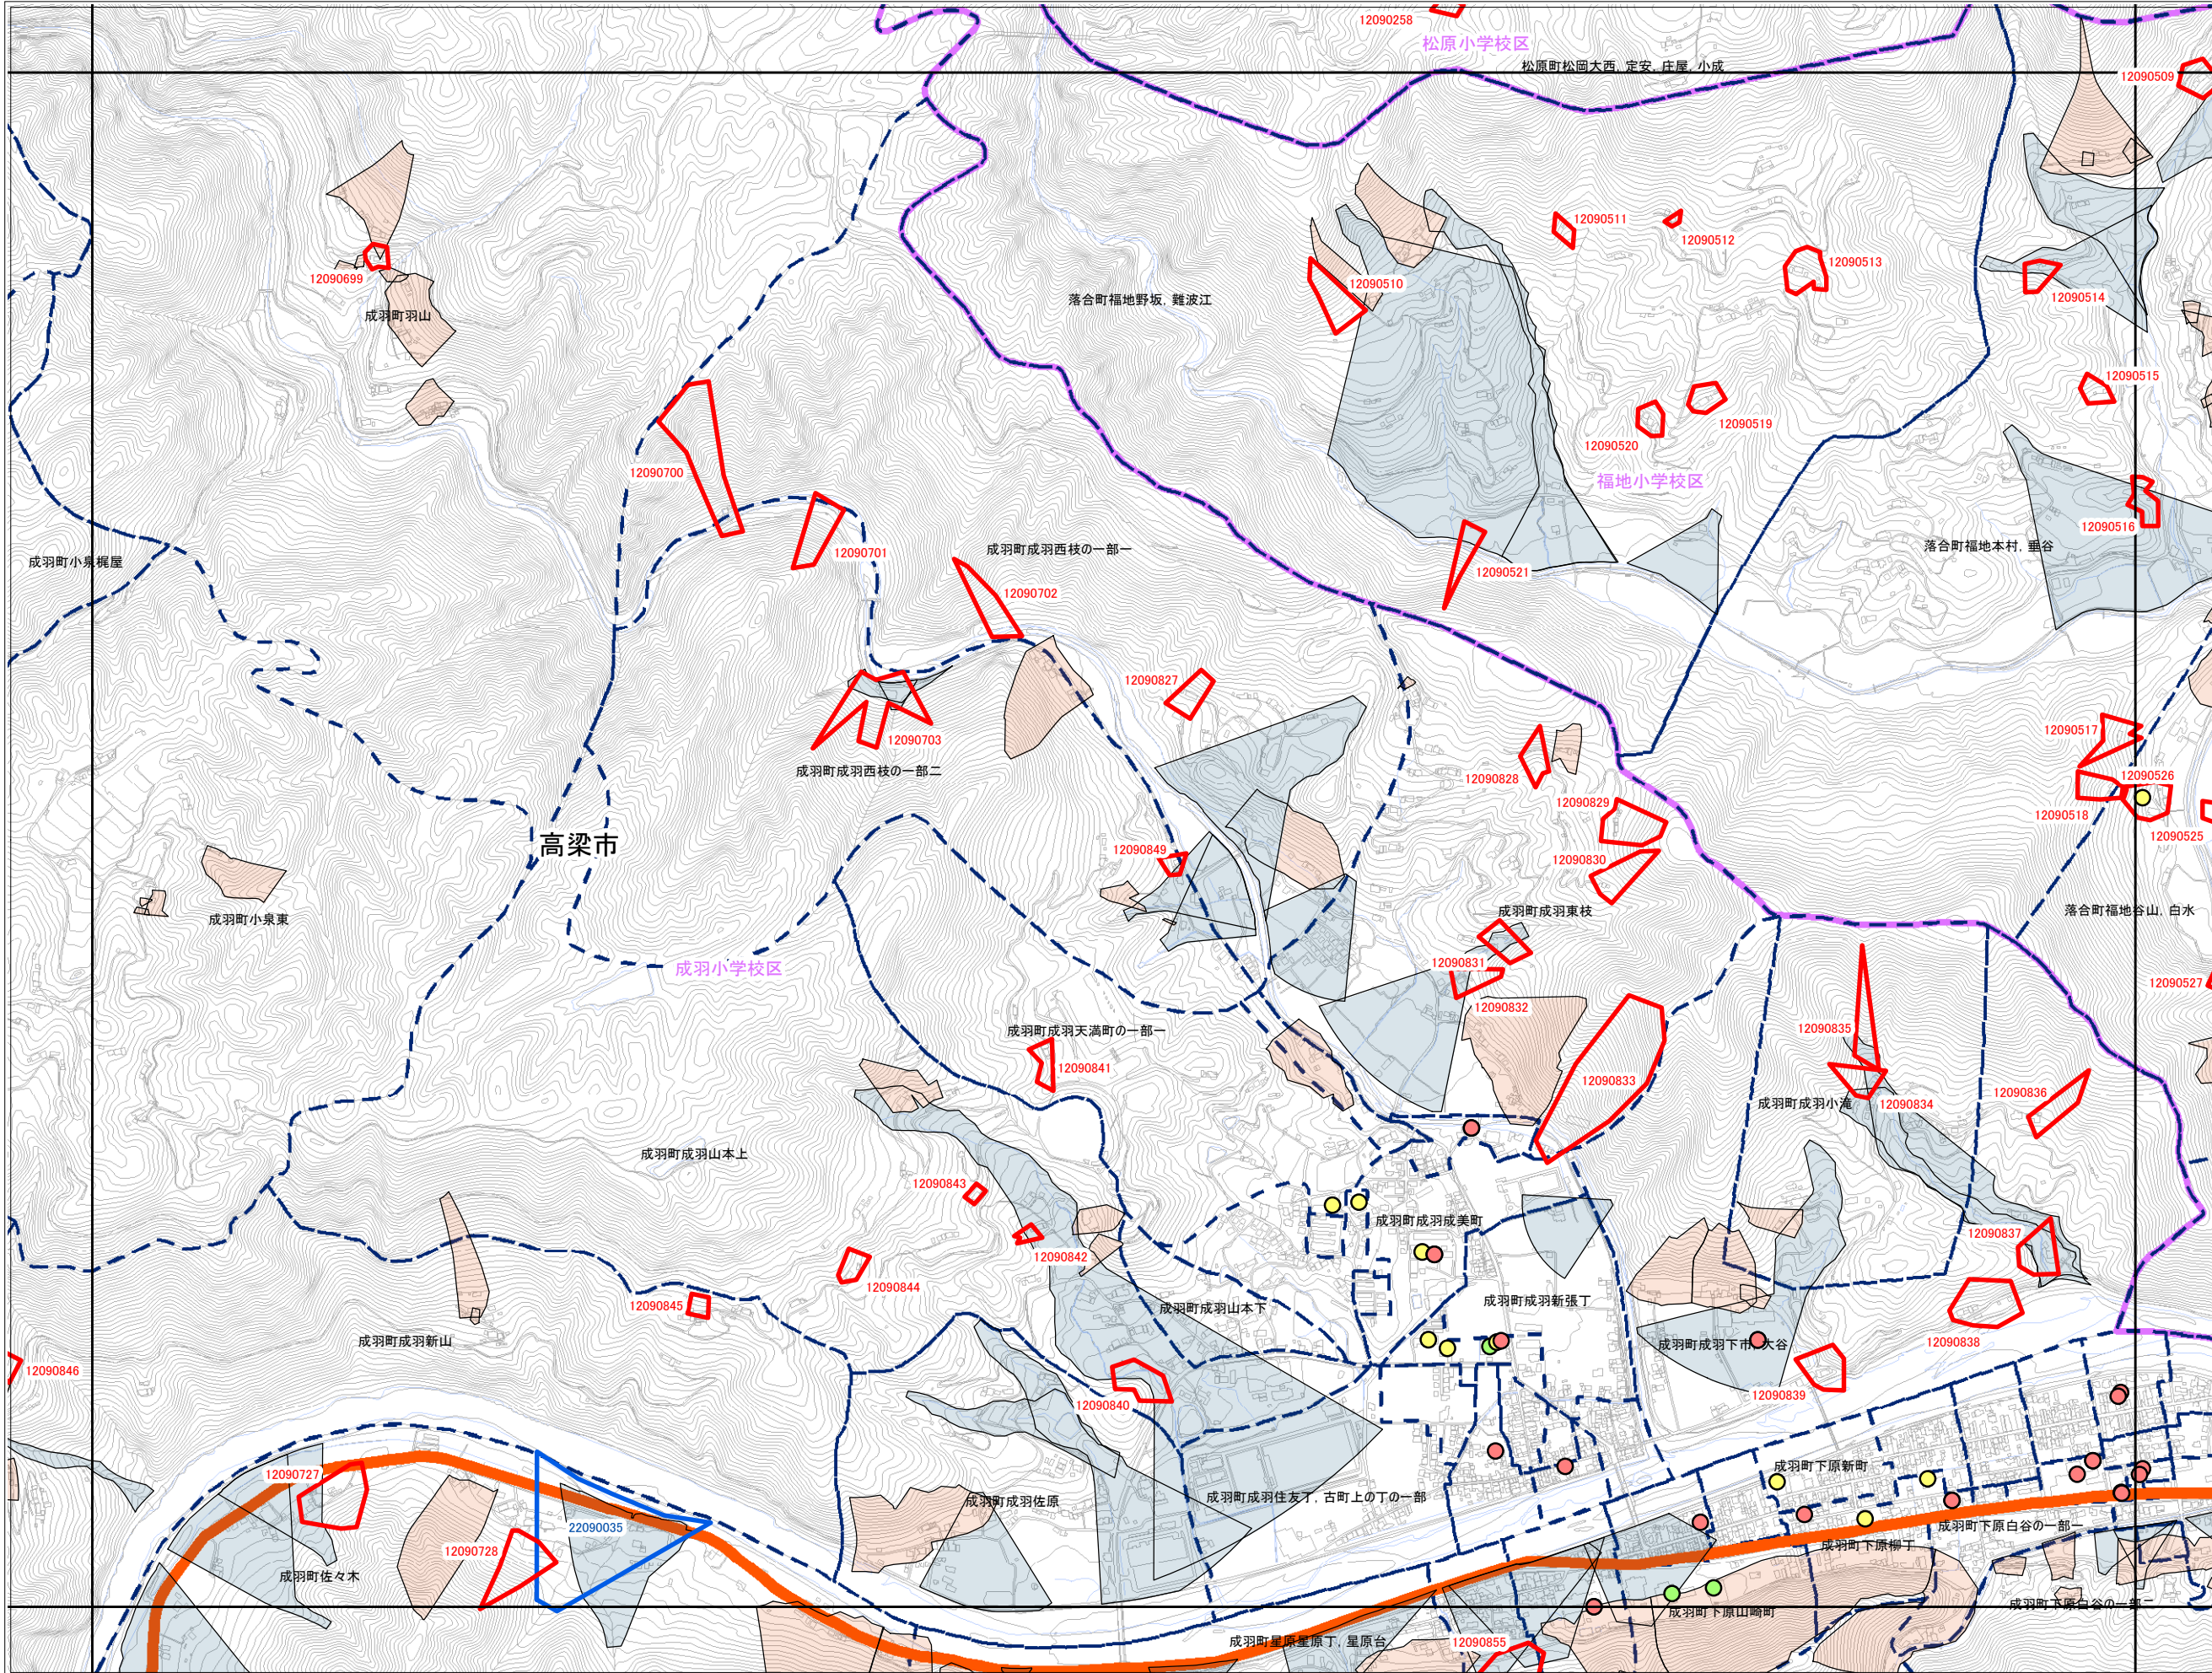 12090258
松原小学校区
松原町松岡大西, 定安, 庄屋, 小成
12090509
12090511
12090512
12090513
12090699
12090510
12090514
落合町福地野坂, 難波江
成羽町羽山
12090515
12090519
12090520
12090700
福地小学校区
12090516
成羽町成羽西枝の一部一
落合町福地本村, 垂谷
12090701
成羽町小泉梶屋
12090521
12090702
12090827
12090517
12090703
成羽町成羽西枝の一部二
12090828
12090526
12090829
12090518
12090525
高梁市
12090849
12090830
成羽町小泉東
成羽町成羽東枝
落合町福地谷山, 白水
成羽小学校区
12090831
12090527
12090832
成羽町成羽天満町の一部一
12090835
12090841
12090833
12090836
成羽町成羽小滝
12090834
成羽町成羽山本上
12090843
成羽町成羽成美町
12090837
12090842
12090844
成羽町成羽新張丁
12090845
成羽町成羽山本下
成羽町成羽新山
成羽町成羽下市, 大谷
12090838
12090846
12090839
12090840
成羽町下原新町
12090727
成羽町成羽住友丁, 古町上の丁の一部
成羽町成羽佐原
22090035
成羽町下原白谷の一部一
成羽町下原柳丁
12090728
成羽町佐々木
成羽町下原白谷の一部二
成羽町下原山崎町
成羽町星原星原丁, 星原台
12090855